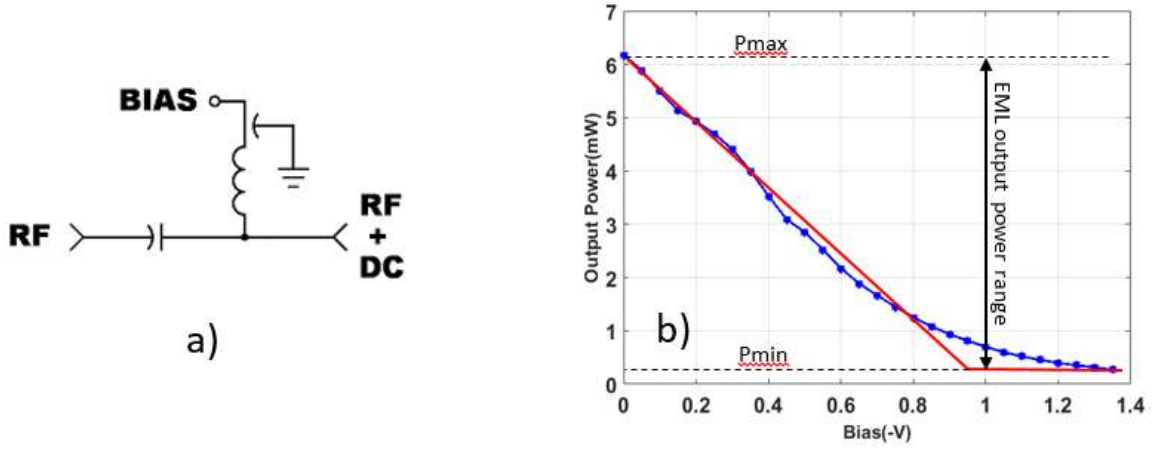 BIAS
RF
RF
+
DC
a)
7
6
5
4
3
2
1
0
Output Power(mW)
Pmax
Pmin
EML output power range
b)
0 0.2 0.4 0.6 0.8 1 1.2 1.4
Bias(-V)